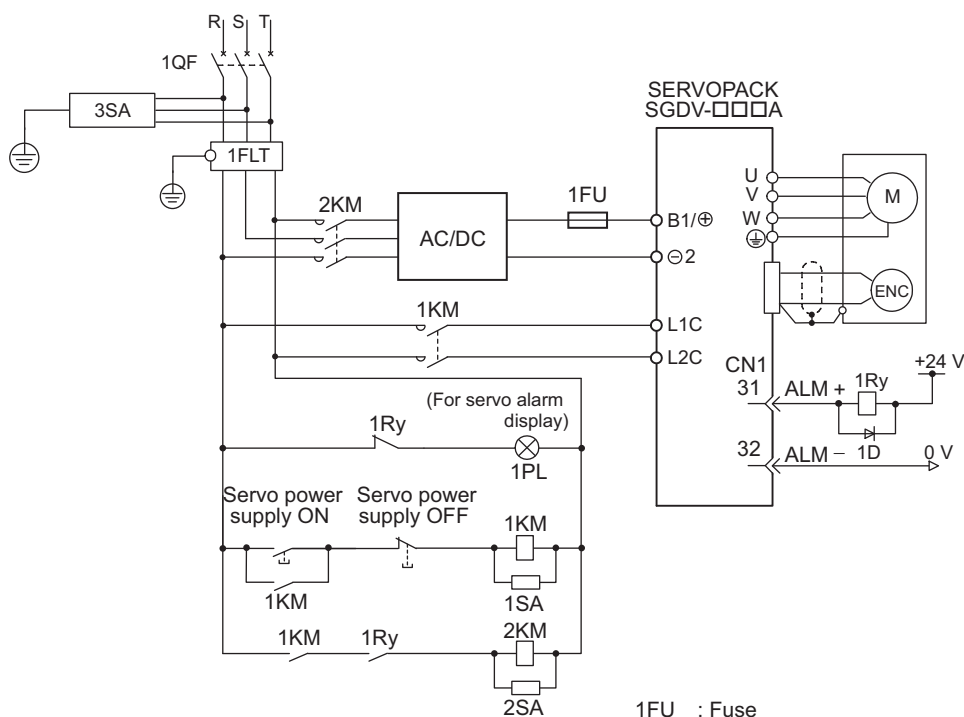 R S T
1QF
3SA
1FLT
2KM
AC/DC
1FU
SERVOPACK
SGDV-□□□A
B1/⊕
⊖2
U
V
W
M
ENC
1KM
L1C
L2C
CN1
31
ALM +
1Ry
+24 V
1D
32
ALM −
0 V
(For servo alarm
display)
1Ry
1PL
Servo power
supply ON
Servo power
supply OFF
1KM
1KM
1SA
1KM
1Ry
2KM
2SA
1FU : Fuse